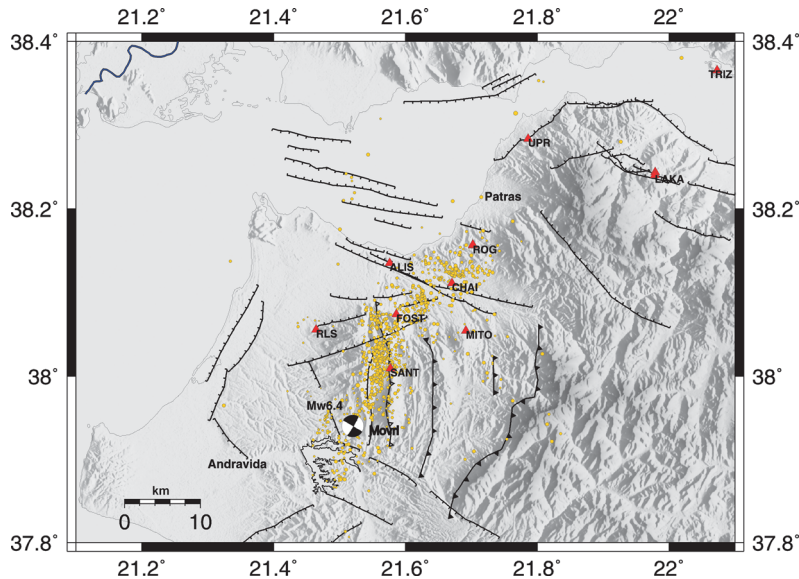 21.2° 21.4° 21.6° 21.8° 22°
38.4° 38.4°
TRIZ
UPR
LAKA
38.2° Patras 38.2°
ROG
ALIS
CHAI
FOST
RLS MITO
38° SANT 38°
Mw6.4
Movri
Andravida
km
0 10
37.8° 37.8°
21.2° 21.4° 21.6° 21.8° 22°